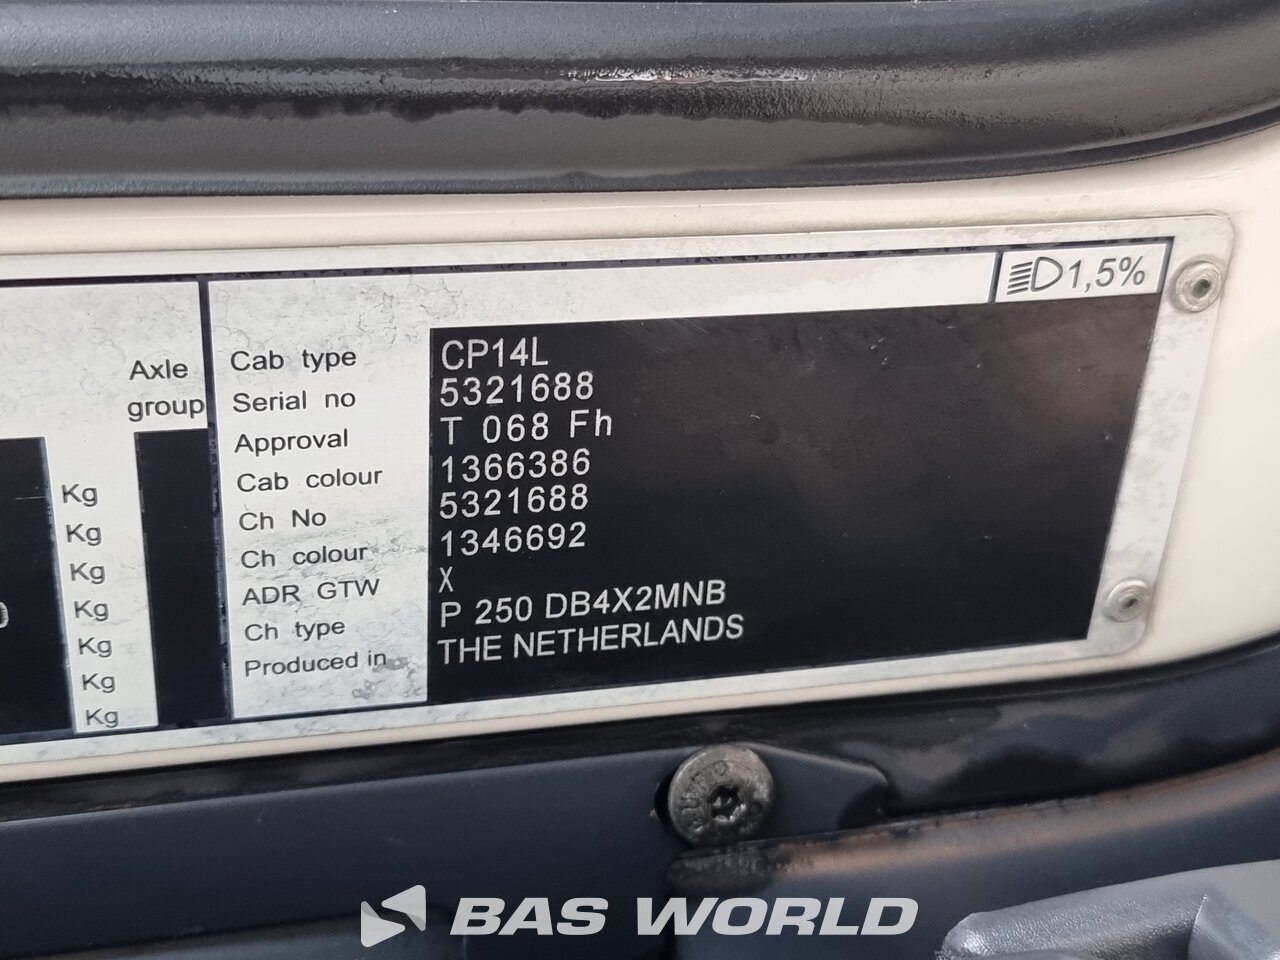 1,5%
Axle
group
Kg
Kg
Kg
Kg
Kg
Kg
Kg
0
Cab type CP14L
Serial no 5321688
Approval T 068 Fh
Cab colour 1366386
Ch No 5321688
Ch colour 1346692
ADR GTW X
Ch type P 250 DB4X2MNB
Produced in THE NETHERLANDS
BAS WORLD